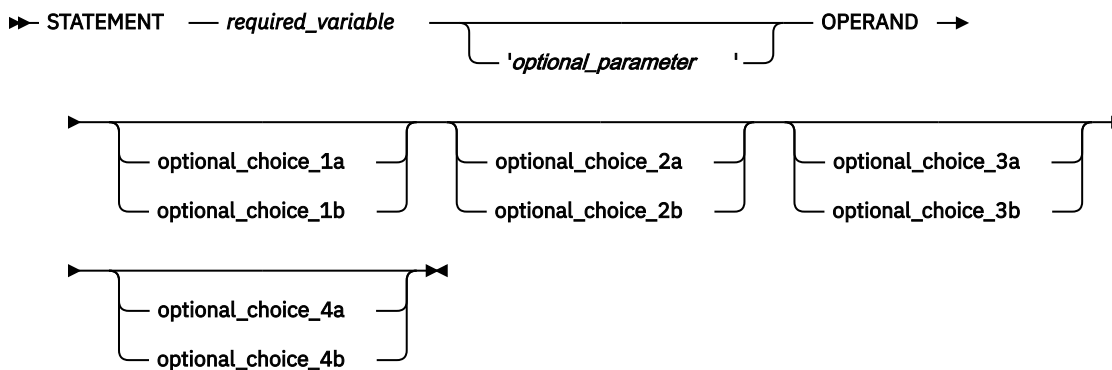 STATEMENT required_variable OPERAND
'optional_parameter '
optional_choice_1a optional_choice_2a optional_choice_3a
optional_choice_1b optional_choice_2b optional_choice_3b
optional_choice_4a
optional_choice_4b